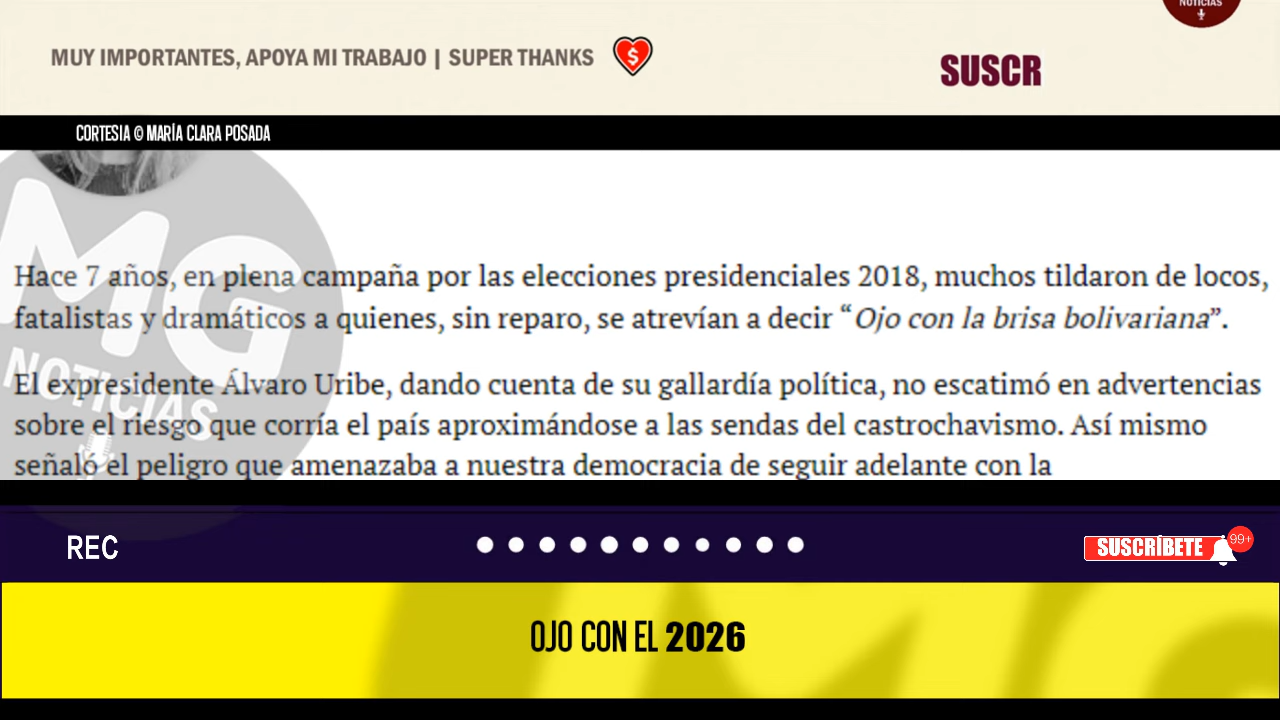 NOTICIAS
MUY IMPORTANTES, APOYA MI TRABAJO | SUPER THANKS $
SUSCR
CORTESIA © MARÍA CLARA POSADA
MG
NOTICIAS
Hace 7 años, en plena campaña por las elecciones presidenciales 2018, muchos tildaron de locos,
fatalistas y dramáticos a quienes, sin reparo, se atrevían a decir “Ojo con la brisa bolivariana”.
El expresidente Álvaro Uribe, dando cuenta de su gallardía política, no escatimó en advertencias
sobre el riesgo que corría el país aproximándose a las sendas del castrochavismo. Así mismo
señaló el peligro que amenazaba a nuestra democracia de seguir adelante con la
REC
SUSCRÍBETE 99+
OJO CON EL 2026